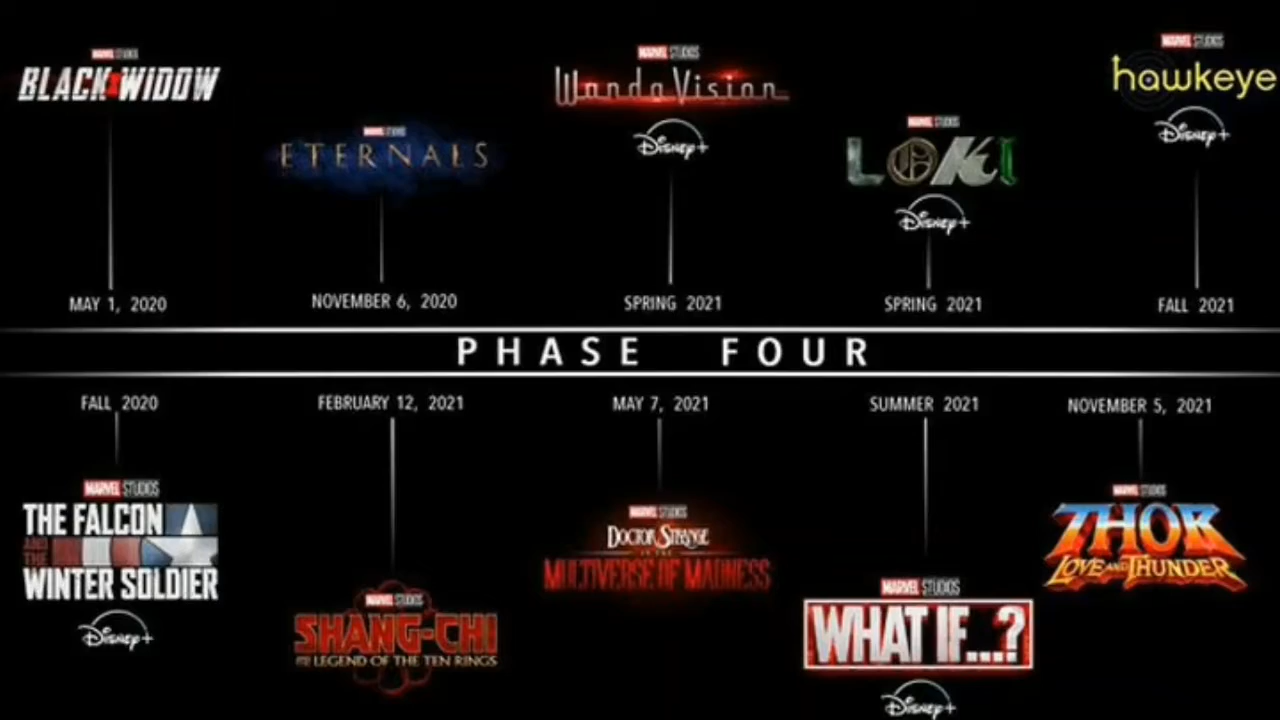 MARVEL STUDIOS
BLACK WIDOW
MAY 1, 2020
MARVEL STUDIOS
ETERNALS
NOVEMBER 6, 2020
MARVEL STUDIOS
WandaVision
Disney+
SPRING 2021
MARVEL STUDIOS
LOKI
Disney+
SPRING 2021
MARVEL STUDIOS
hawkeye
Disney+
FALL 2021
PHASE FOUR
FALL 2020
MARVEL STUDIOS
THE FALCON
AND THE
WINTER SOLDIER
Disney+
FEBRUARY 12, 2021
MARVEL STUDIOS
SHANG-CHI
AND THE LEGEND OF THE TEN RINGS
MAY 7, 2021
MARVEL STUDIOS
DOCTOR STRANGE
IN THE
MULTIVERSE OF MADNESS
SUMMER 2021
MARVEL STUDIOS
WHAT IF...?
Disney+
NOVEMBER 5, 2021
MARVEL STUDIOS
THOR
LOVE AND THUNDER